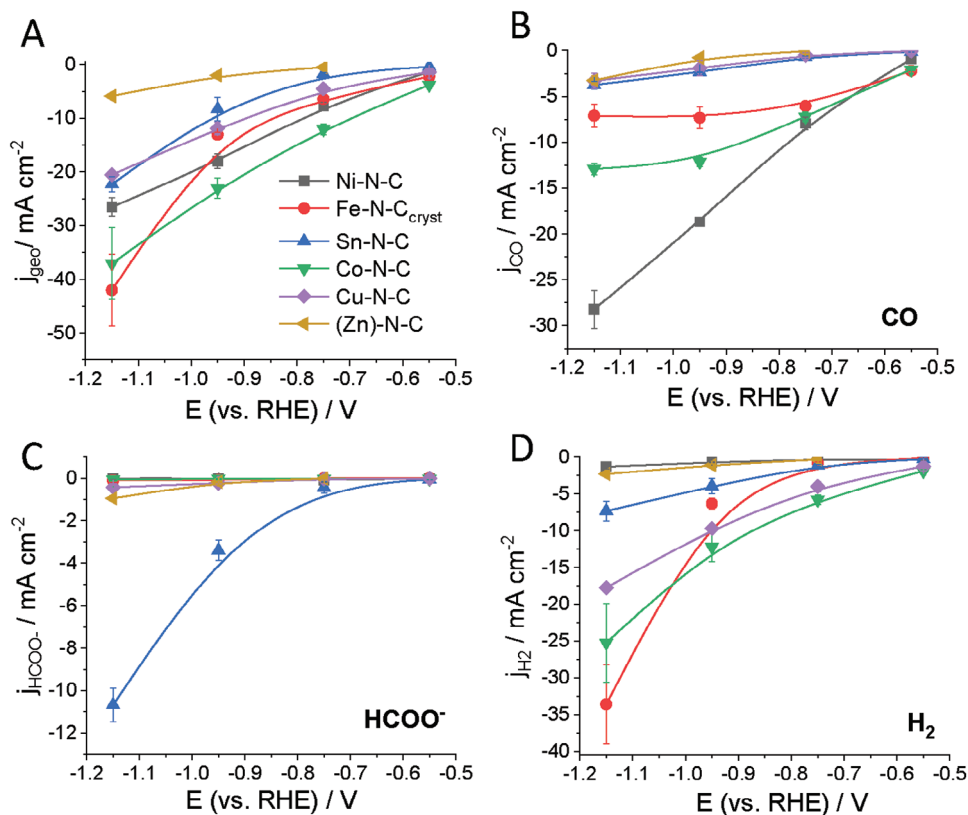 A
0
-10
-20
-30
-40
-50
j_geo/ mA cm⁻²
Ni-N-C
Fe-N-C_cryst
Sn-N-C
Co-N-C
Cu-N-C
(Zn)-N-C
-1.2 -1.1 -1.0 -0.9 -0.8 -0.7 -0.6 -0.5
E (vs. RHE) / V
B
0
-5
-10
-15
-20
-25
-30
j_CO/ mA cm⁻²
CO
-1.2 -1.1 -1.0 -0.9 -0.8 -0.7 -0.6 -0.5
E (vs. RHE) / V
C
0
-2
-4
-6
-8
-10
-12
j_HCOO-/ mA cm⁻²
HCOO⁻
-1.2 -1.1 -1.0 -0.9 -0.8 -0.7 -0.6 -0.5
E (vs. RHE) / V
D
0
-5
-10
-15
-20
-25
-30
-35
-40
j_H2 / mA cm⁻²
H₂
-1.2 -1.1 -1.0 -0.9 -0.8 -0.7 -0.6 -0.5
E (vs. RHE) / V